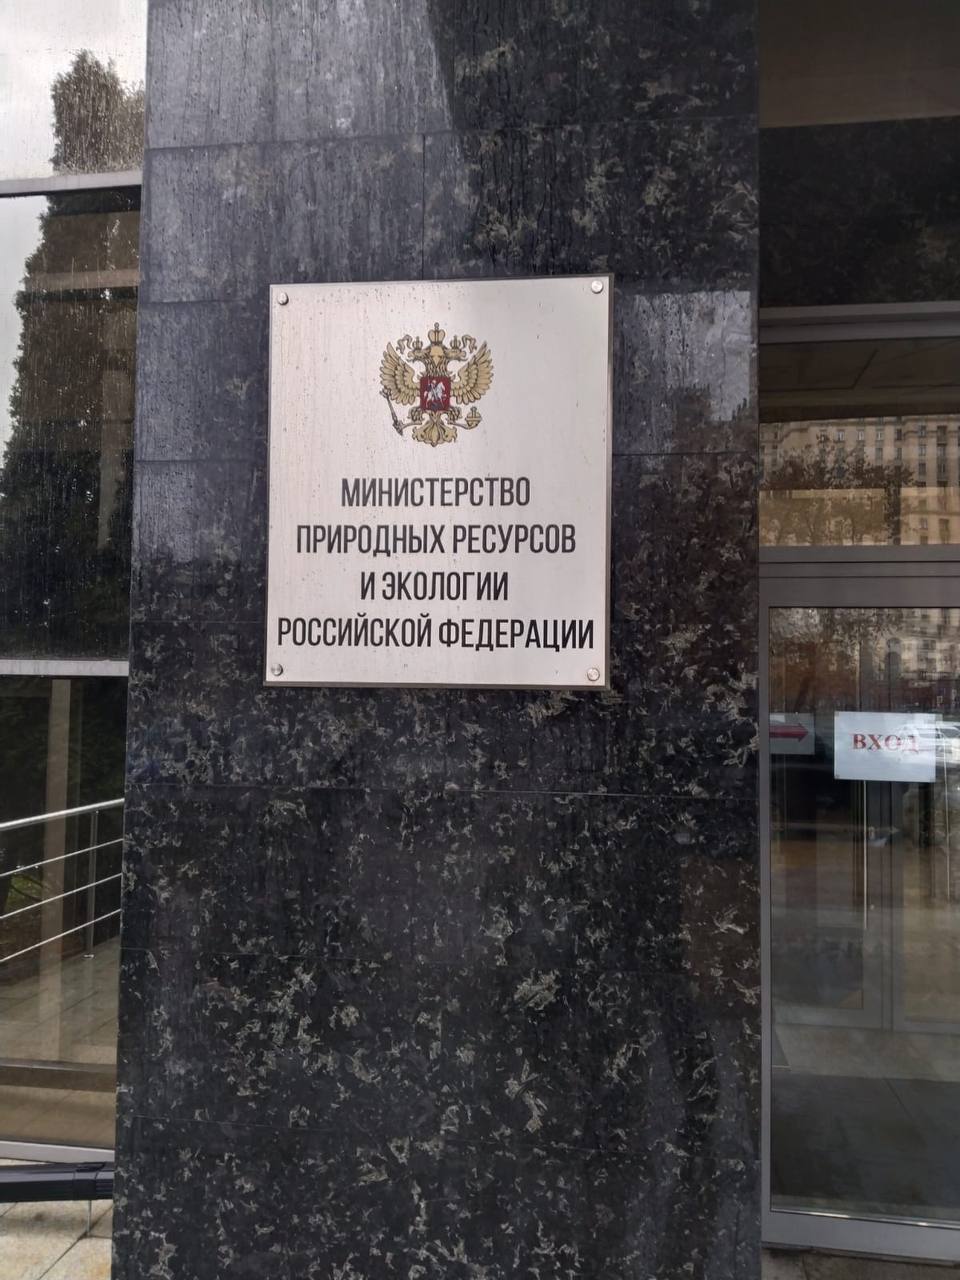 МИНИСТЕРСТВО
ПРИРОДНЫХ РЕСУРСОВ
И ЭКОЛОГИИ
РОССИЙСКОЙ ФЕДЕРАЦИИ
ВХОД